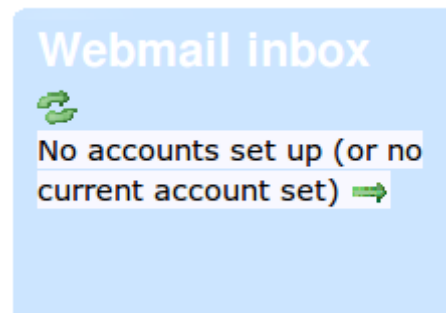 Webmail inbox
No accounts set up (or no
current account set)